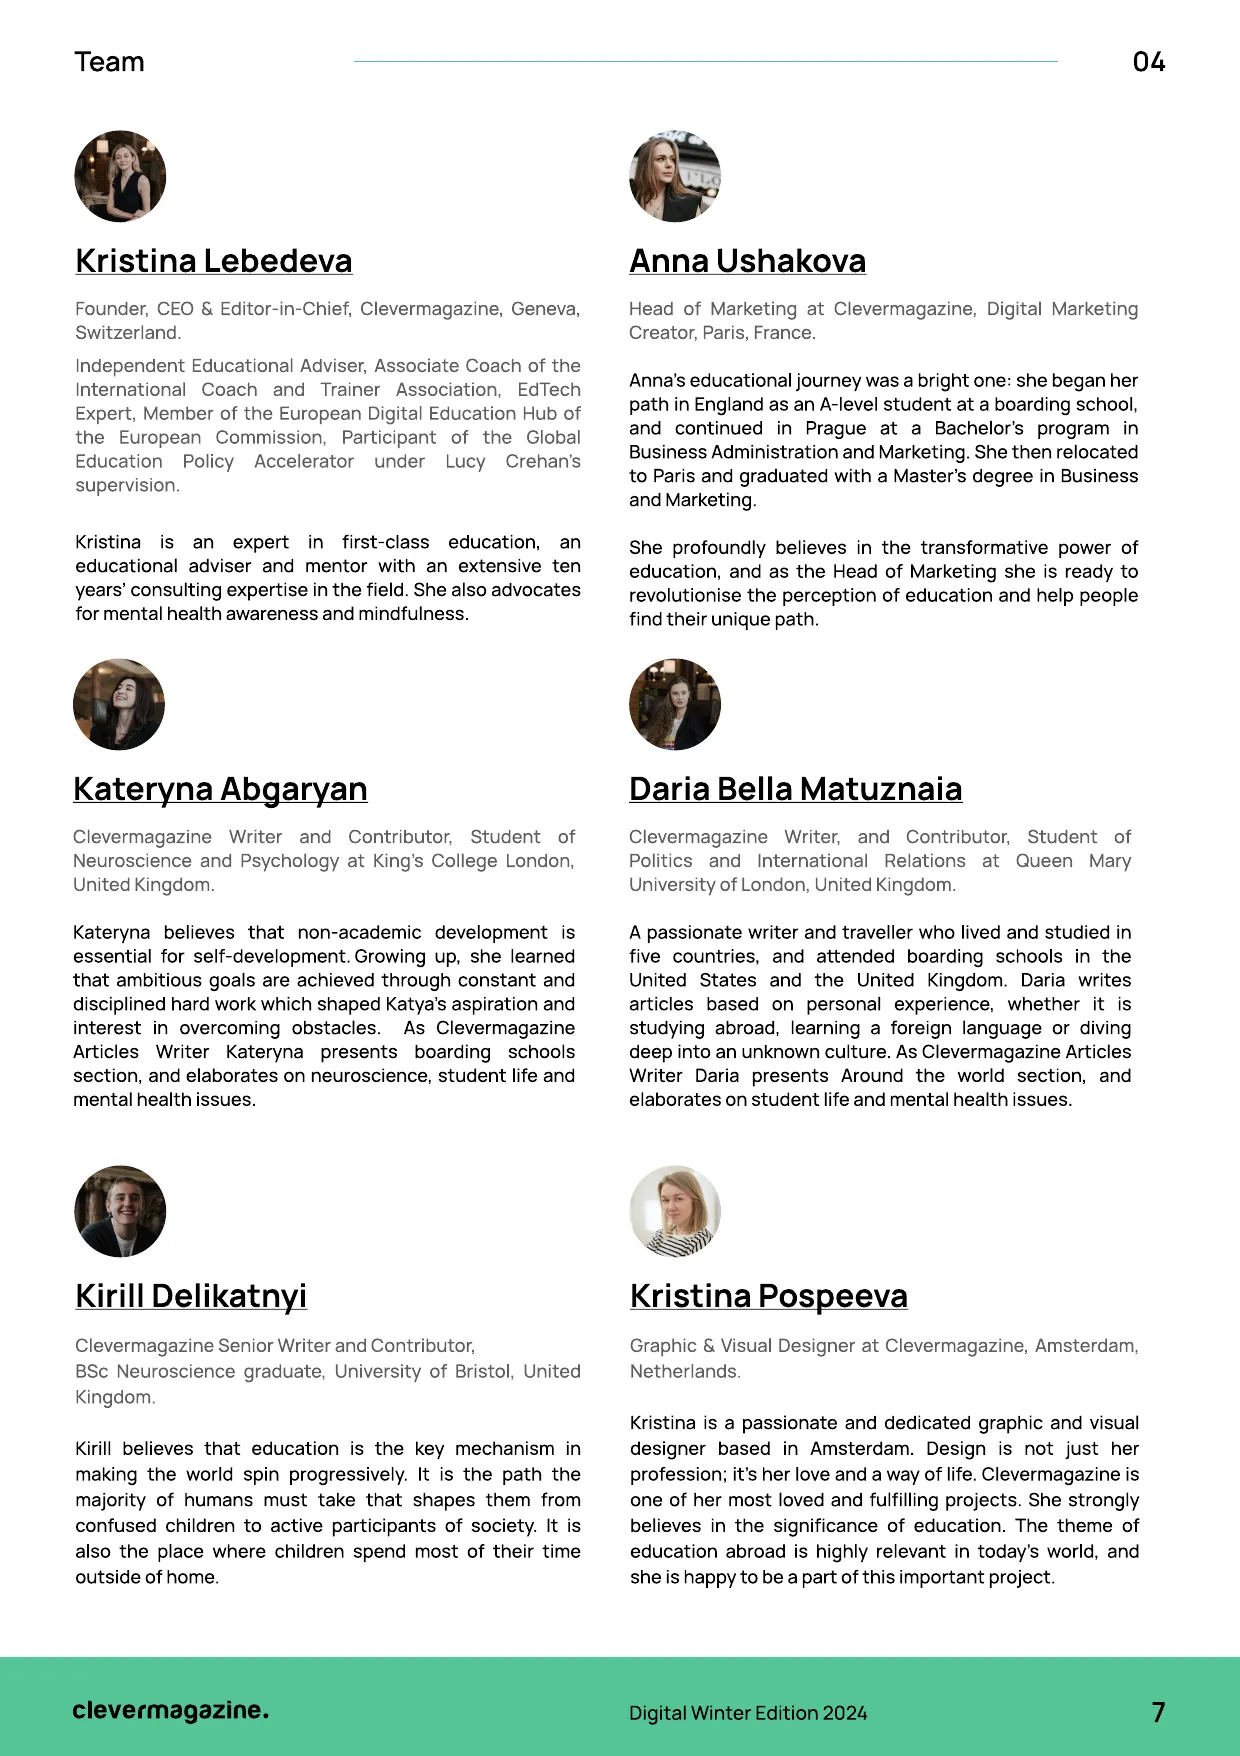 Team
04
Kristina Lebedeva
Founder, CEO & Editor-in-Chief, Clevermagazine, Geneva,
Switzerland.
Independent Educational Adviser, Associate Coach of the
International Coach and Trainer Association, EdTech
Expert, Member of the European Digital Education Hub of
the European Commission, Participant of the Global
Education Policy Accelerator under Lucy Crehan's
supervision.
Kristina is an expert in first-class education, an
educational adviser and mentor with an extensive ten
years' consulting expertise in the field. She also advocates
for mental health awareness and mindfulness.
Anna Ushakova
Head of Marketing at Clevermagazine, Digital Marketing
Creator, Paris, France.
Anna's educational journey was a bright one: she began her
path in England as an A-level student at a boarding school,
and continued in Prague at a Bachelor's program in
Business Administration and Marketing. She then relocated
to Paris and graduated with a Master's degree in Business
and Marketing.
She profoundly believes in the transformative power of
education, and as the Head of Marketing she is ready to
revolutionise the perception of education and help people
find their unique path.
Kateryna Abgaryan
Clevermagazine Writer and Contributor, Student of
Neuroscience and Psychology at King's College London,
United Kingdom.
Kateryna believes that non-academic development is
essential for self-development. Growing up, she learned
that ambitious goals are achieved through constant and
disciplined hard work which shaped Katya's aspiration and
interest in overcoming obstacles. As Clevermagazine
Articles Writer Kateryna presents boarding schools
section, and elaborates on neuroscience, student life and
mental health issues.
Daria Bella Matuznaia
Clevermagazine Writer, and Contributor, Student of
Politics and International Relations at Queen Mary
University of London, United Kingdom.
A passionate writer and traveller who lived and studied in
five countries, and attended boarding schools in the
United States and the United Kingdom. Daria writes
articles based on personal experience, whether it is
studying abroad, learning a foreign language or diving
deep into an unknown culture. As Clevermagazine Articles
Writer Daria presents Around the world section, and
elaborates on student life and mental health issues.
Kirill Delikatnyi
Clevermagazine Senior Writer and Contributor,
BSc Neuroscience graduate, University of Bristol, United
Kingdom.
Kirill believes that education is the key mechanism in
making the world spin progressively. It is the path the
majority of humans must take that shapes them from
confused children to active participants of society. It is
also the place where children spend most of their time
outside of home.
Kristina Pospeeva
Graphic & Visual Designer at Clevermagazine, Amsterdam,
Netherlands.
Kristina is a passionate and dedicated graphic and visual
designer based in Amsterdam. Design is not just her
profession; it's her love and a way of life. Clevermagazine is
one of her most loved and fulfilling projects. She strongly
believes in the significance of education. The theme of
education abroad is highly relevant in today's world, and
she is happy to be a part of this important project.
clevermagazine.
Digital Winter Edition 2024
7